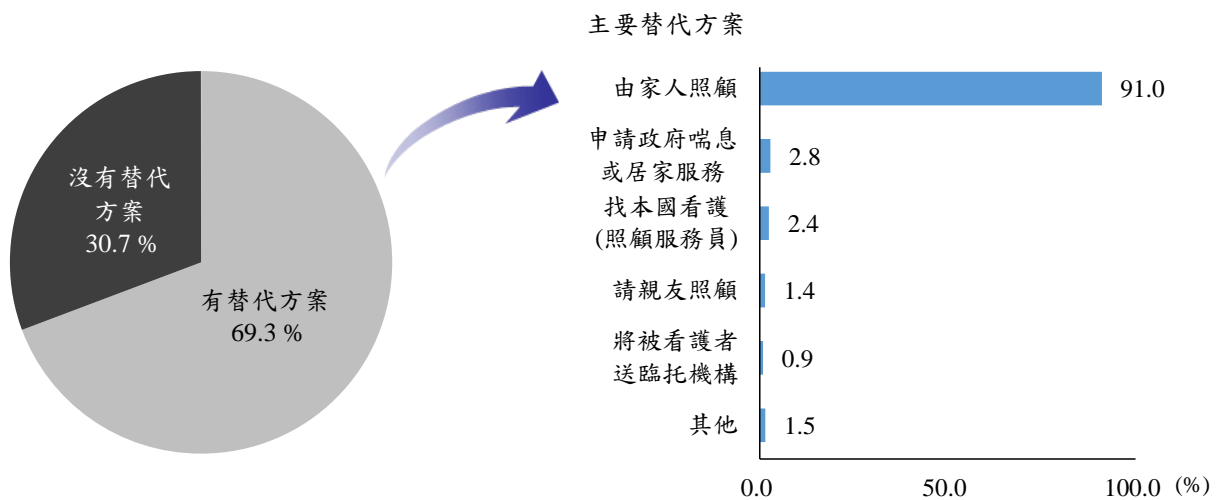 主要替代方案
沒有替代
方案
30.7 %
有替代方案
69.3 %
由家人照顧
91.0
申請政府喘息
或居家服務
2.8
找本國看護
(照顧服務員)
2.4
請親友照顧
1.4
將被看護者
送臨托機構
0.9
其他
1.5
0.0
50.0
100.0
(%)